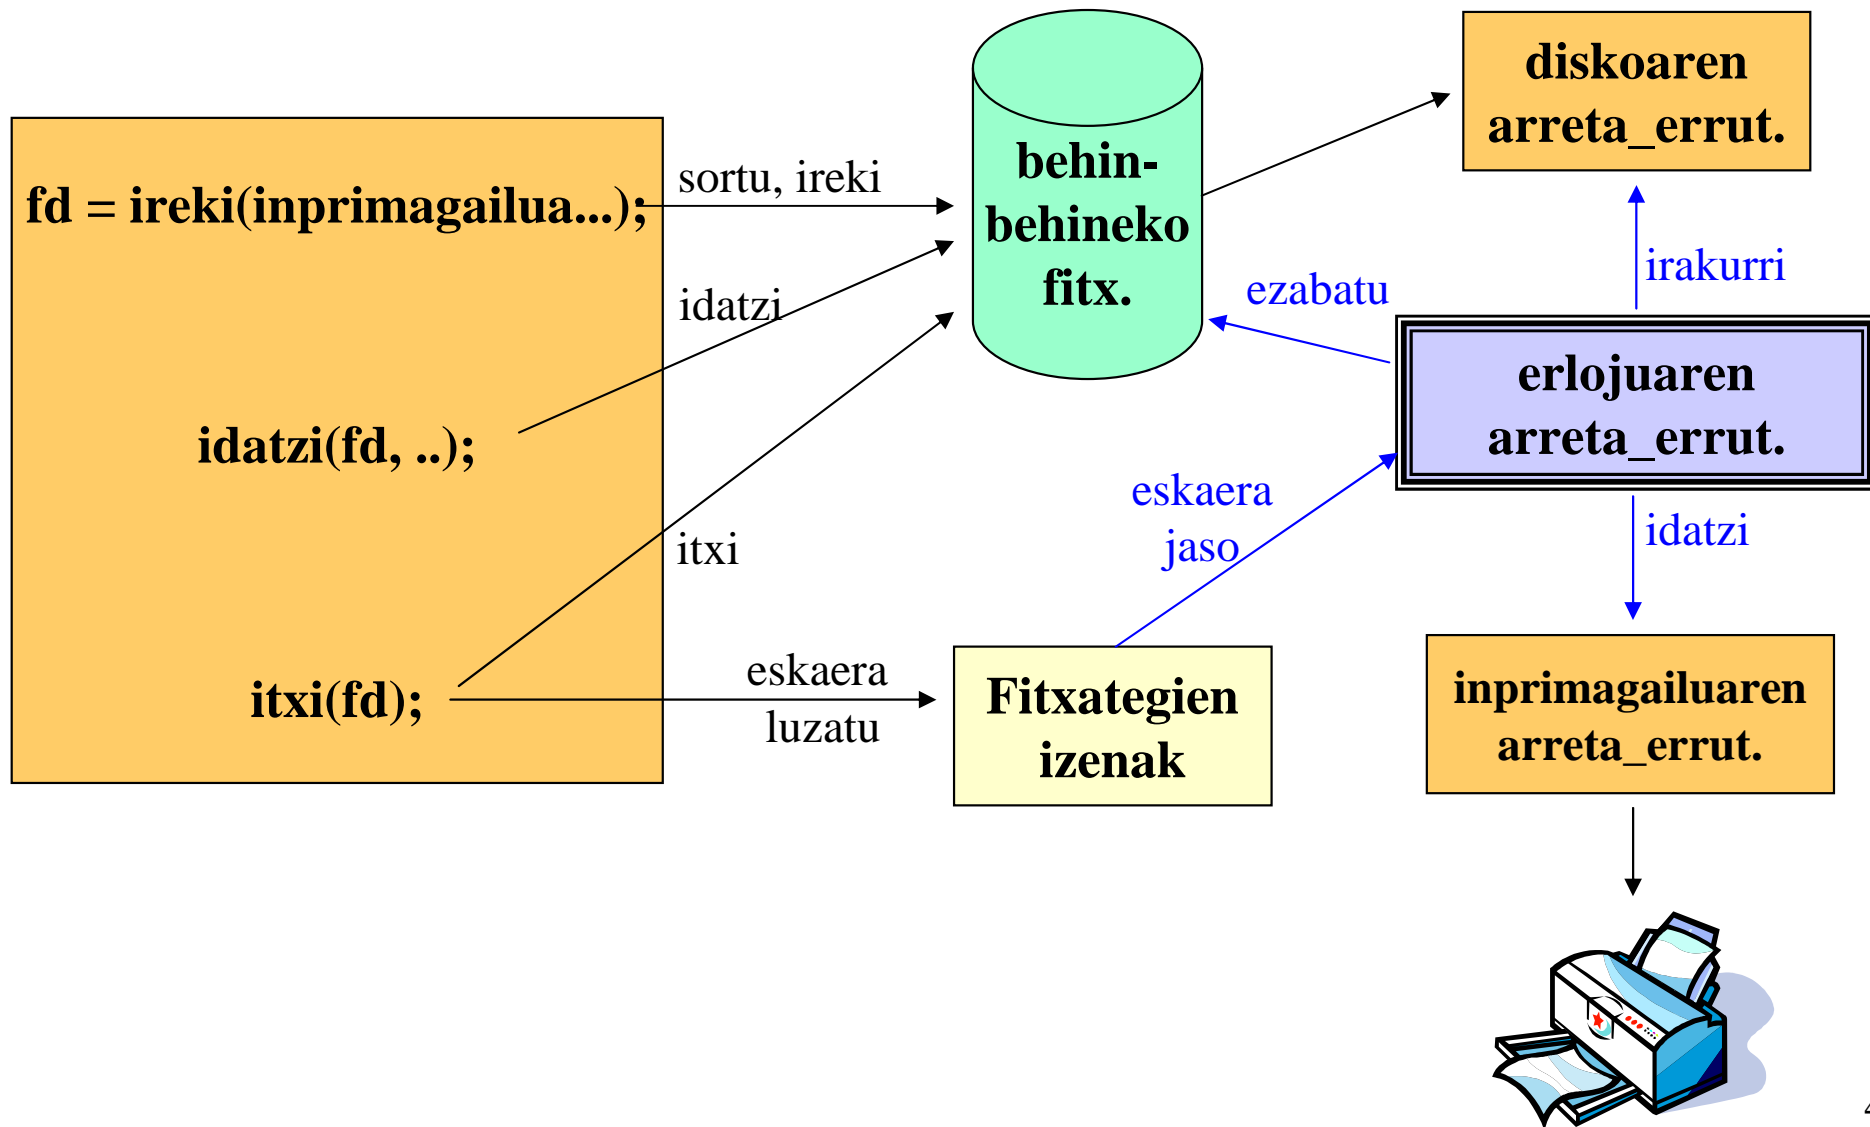 fd = ireki(inprimagailua...);
idatzi(fd, ..);
itxi(fd);
sortu, ireki
idatzi
itxi
eskaera
luzatu
behin-
behineko
fitx.
Fitxategien
izenak
ezabatu
eskaera
jaso
diskoaren
arreta_errut.
irakurri
erlojuaren
arreta_errut.
idatzi
inprimagailuaren
arreta_errut.